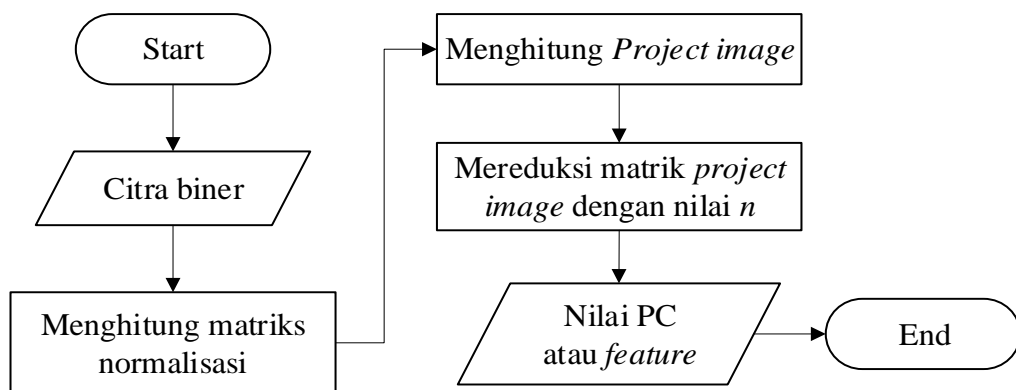 Start
Citra biner
Menghitung matriks
normalisasi
Menghitung Project image
Mereduksi matrik project
image dengan nilai n
Nilai PC
atau feature
End